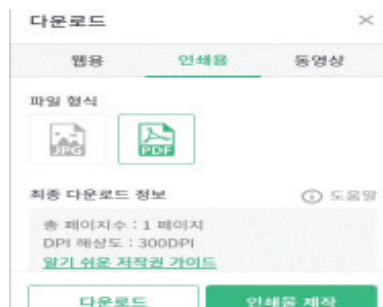 다운로드
웹용 인쇄용 동영상
파일 형식
JPG PDF
최종 다운로드 정보 도움말
총 페이지수 : 1 페이지
DPI 해상도 : 300DPI
알기 쉬운 저작권 가이드
다운로드 인쇄물 제작